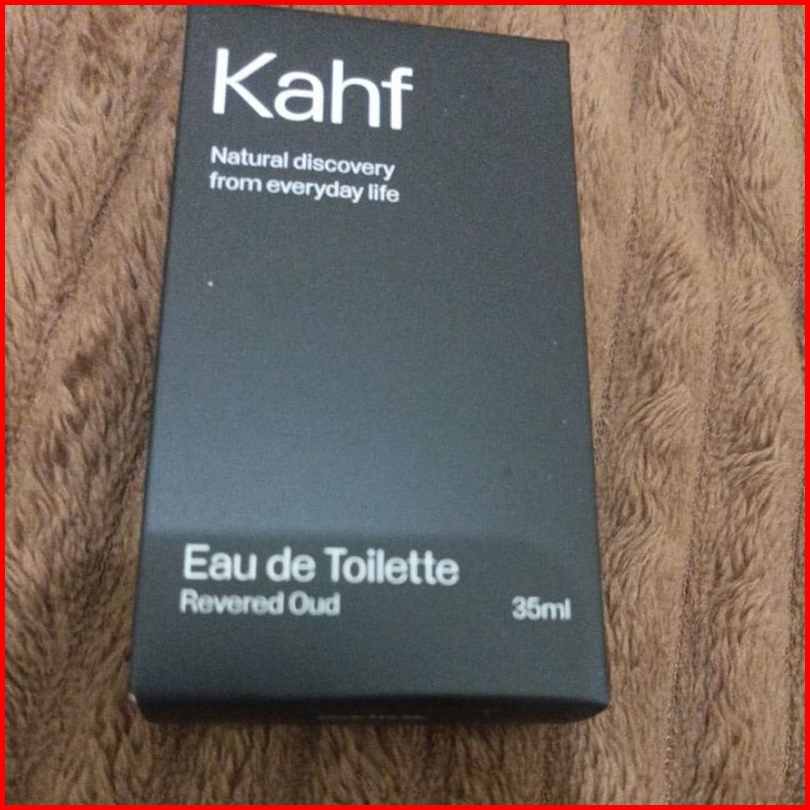 Kahf
Natural discovery
from everyday life
Eau de Toilette
Revered Oud
35ml